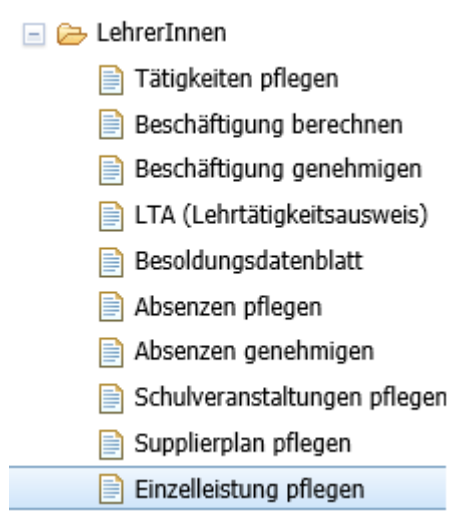 LehrerInnen
Tätigkeiten pflegen
Beschäftigung berechnen
Beschäftigung genehmigen
LTA (Lehrtätigkeitsausweis)
Besoldungsdatenblatt
Absenzen pflegen
Absenzen genehmigen
Schulveranstaltungen pflegen
Supplierplan pflegen
Einzelleistung pflegen